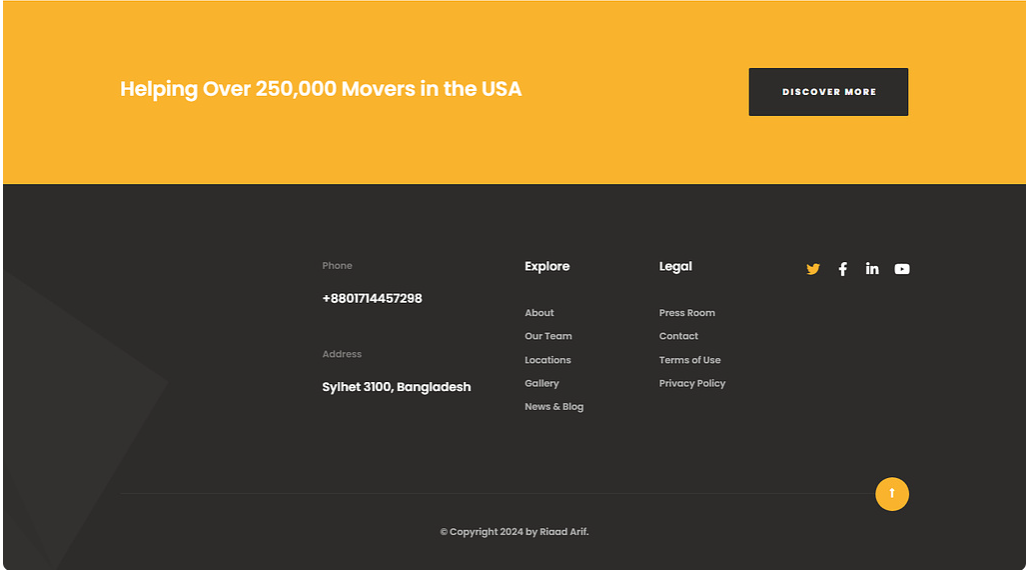 Helping Over 250,000 Movers in the USA
DISCOVER MORE
Phone
+8801714457298
Address
Sylhet 3100, Bangladesh
Explore
About
Our Team
Locations
Gallery
News & Blog
Legal
Press Room
Contact
Terms of Use
Privacy Policy
© Copyright 2024 by Riaad Arif.